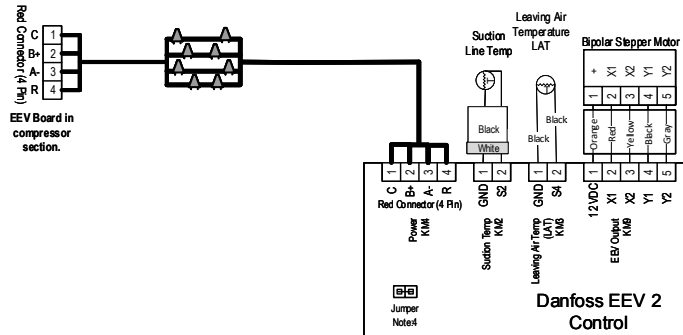 Red Connector (4 Pin)
C 1
B+ 2
A- 3
R 4
EEV Board in
compressor
section.
Suction
Line Temp
Leaving Air
Temperature
LAT
Bipolar Stepper Motor
+ X1 X2 Y1 Y2
1 2 3 4 5
Orange Red Yellow Black Gray
Black
White
Black
Black
1 2 3 4
C B+ A- R
Red Connector (4 Pin)
Power
KM4
1 2
GND S2
Suction Temp
KM2
1 2
GND S4
Leaving Air Temp
(LAT)
KM3
1 2 3 4 5
12VDC X1 X2 Y1 Y2
EEV Output
KM9
Jumper
Note:4
Danfoss EEV 2
Control